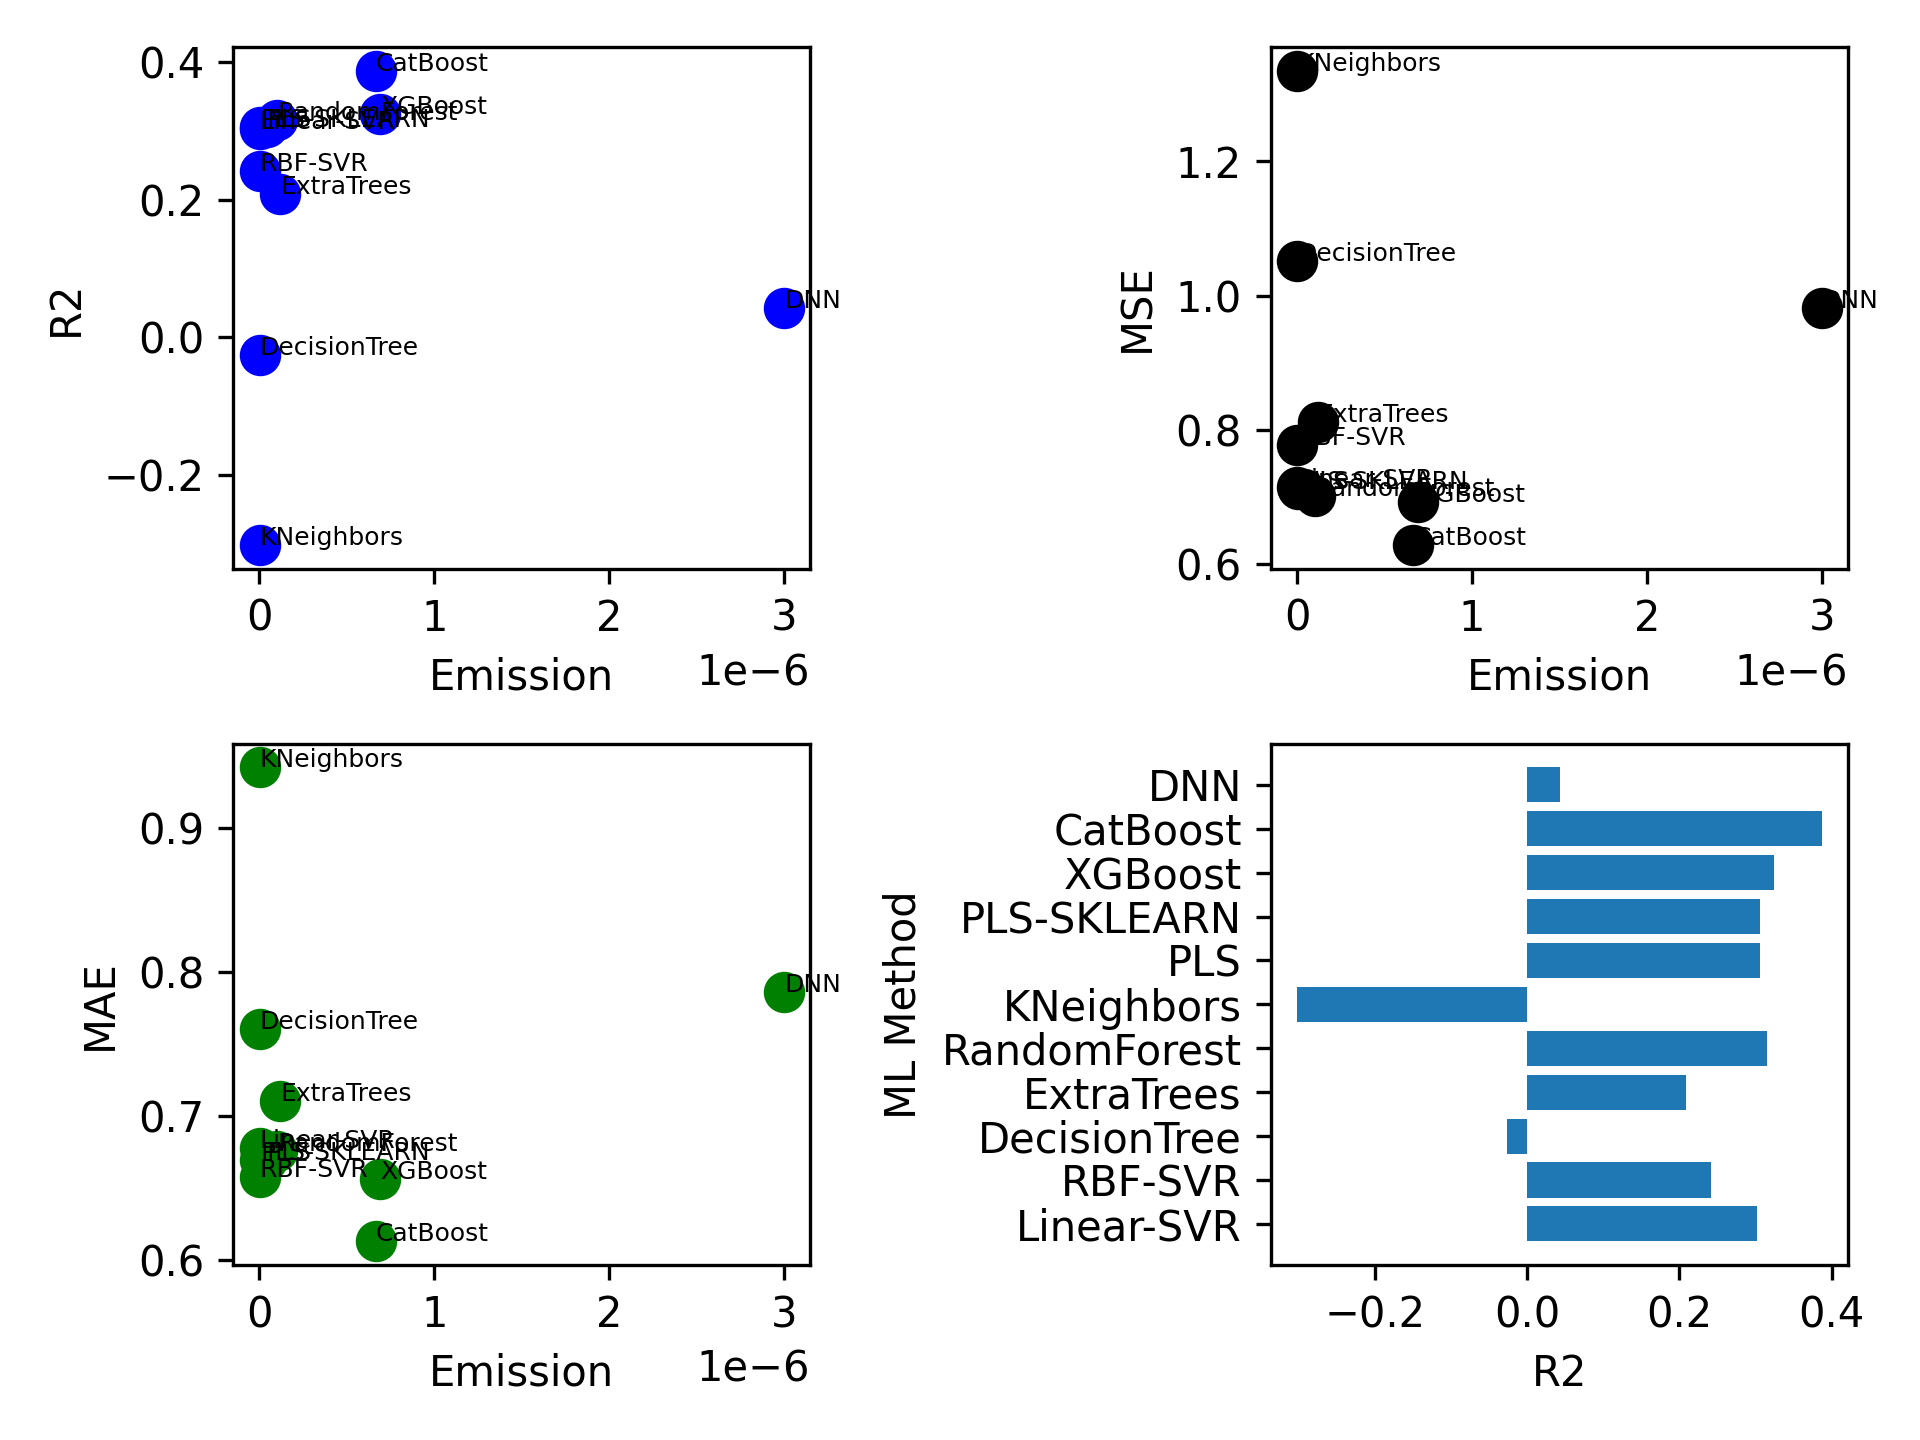 0.4
0.2
0.0
−0.2
R2
CatBoost
XGBoost
RandomForest
PLS-SKLEARN
Linear-SVR
RBF-SVR
ExtraTrees
DNN
DecisionTree
KNeighbors
0 1 2 3
Emission 1e−6
1.2
1.0
0.8
0.6
MSE
KNeighbors
DecisionTree
DNN
ExtraTrees
RBF-SVR
Linear-SVR
PLS-SKLEARN
RandomForest
XGBoost
CatBoost
0 1 2 3
Emission 1e−6
0.9
0.8
0.7
0.6
MAE
KNeighbors
DNN
DecisionTree
ExtraTrees
Linear-SVR
RandomForest
PLS-SKLEARN
RBF-SVR
XGBoost
CatBoost
0 1 2 3
Emission 1e−6
ML Method
DNN
CatBoost
XGBoost
PLS-SKLEARN
PLS
KNeighbors
RandomForest
ExtraTrees
DecisionTree
RBF-SVR
Linear-SVR
−0.2 0.0 0.2 0.4
R2